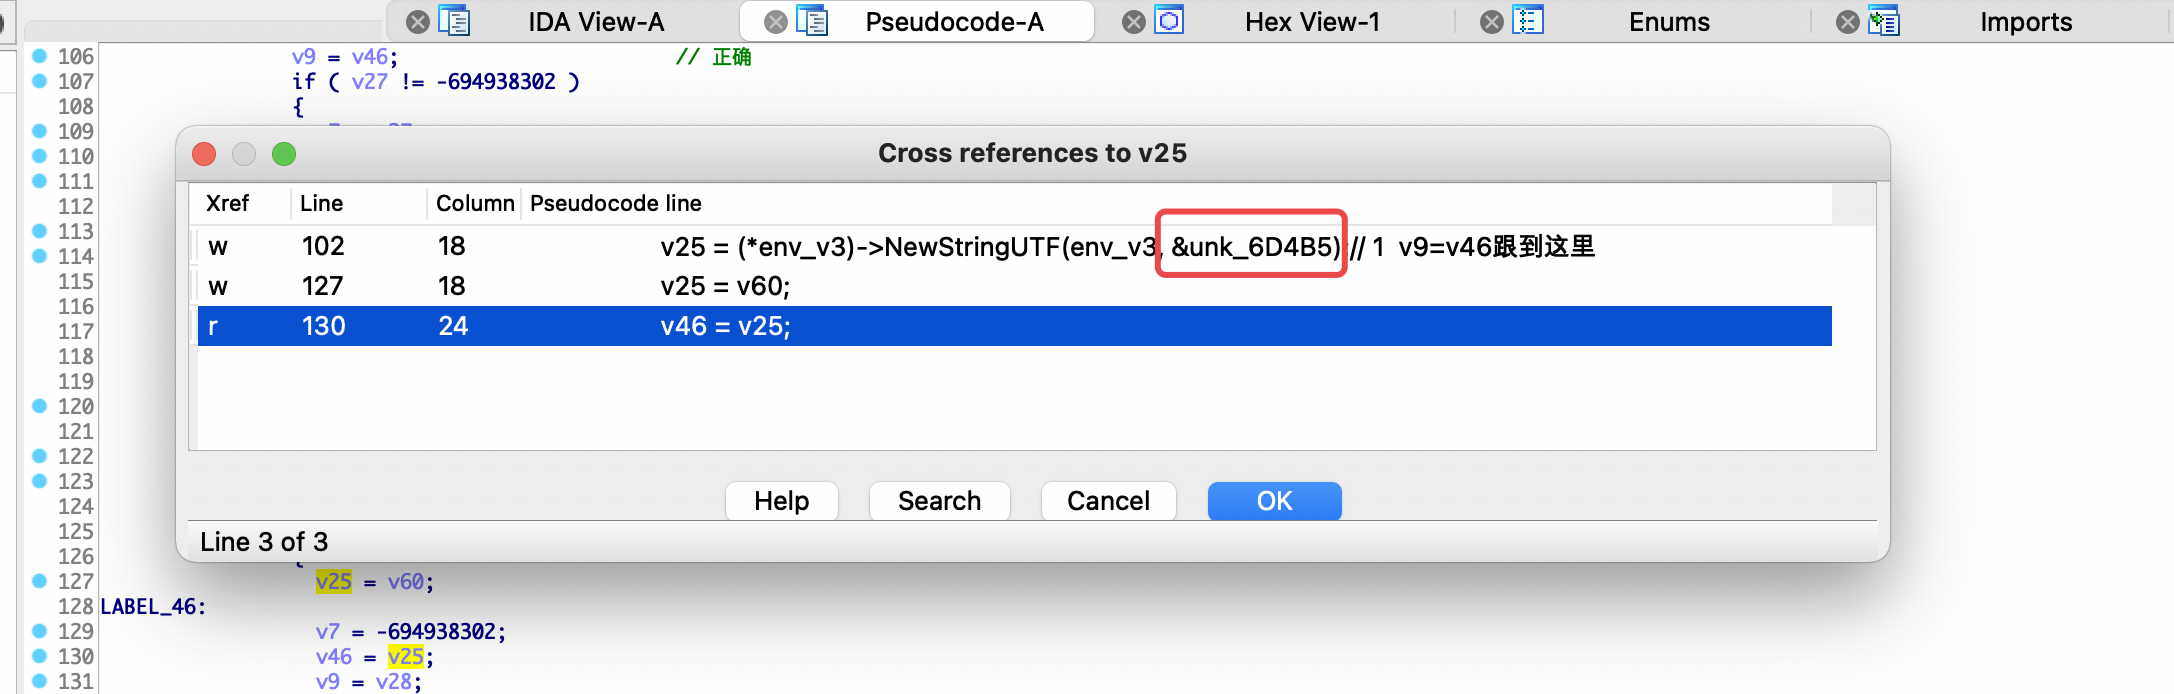 IDA View-A Pseudocode-A Hex View-1 Enums Imports
106 v9 = v46; // 正确
107 if ( v27 != -694938302 )
108 {
109
110
111
112
113
114
115
116
117
118
119
120
121
122
123
124
125
126
Cross references to v25
Xref Line Column Pseudocode line
w 102 18 v25 = (*env_v3)->NewStringUTF(env_v3, &unk_6D4B5); // 1 v9=v46跟到这里
w 127 18 v25 = v60;
r 130 24 v46 = v25;
Help Search Cancel OK
Line 3 of 3
127 v25 = v60;
128 LABEL_46:
129 v7 = -694938302;
130 v46 = v25;
131 v9 = v28;